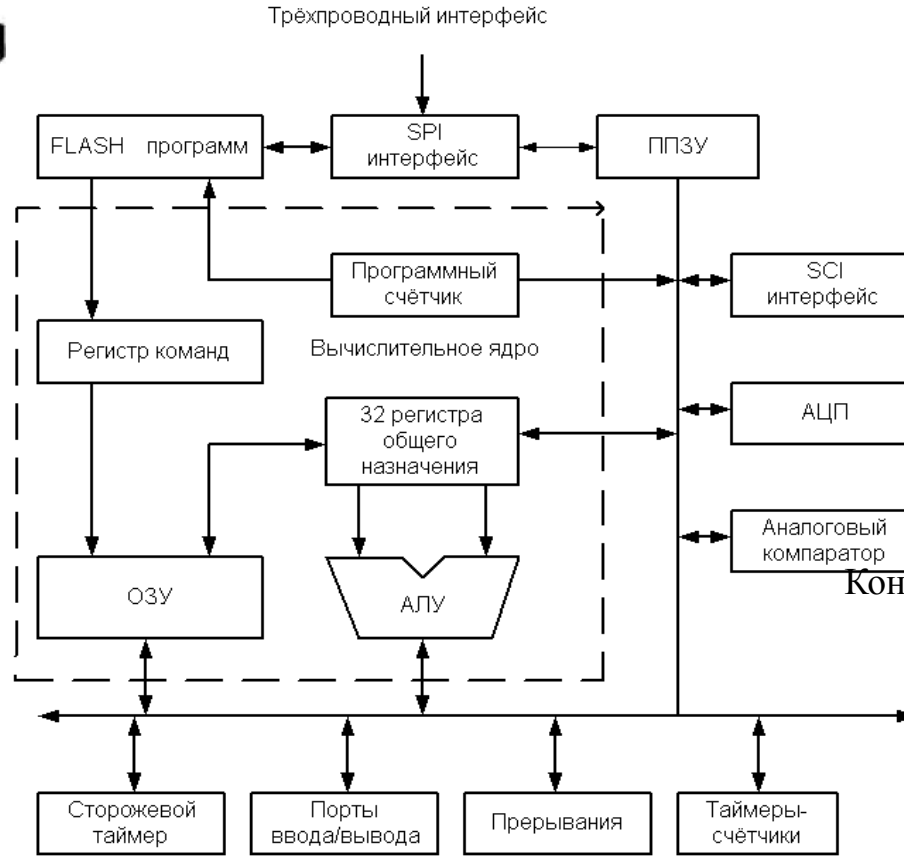 Трёхпроводный интерфейс
FLASH программ
SPI
интерфейс
ППЗУ
Программный
счётчик
SCI
интерфейс
Регистр команд
Вычислительное ядро
32 регистра
общего
назначения
АЦП
Аналоговый
компаратор
Кон
ОЗУ
АЛУ
Сторожевой
таймер
Порты
ввода/вывода
Прерывания
Таймеры-
счётчики